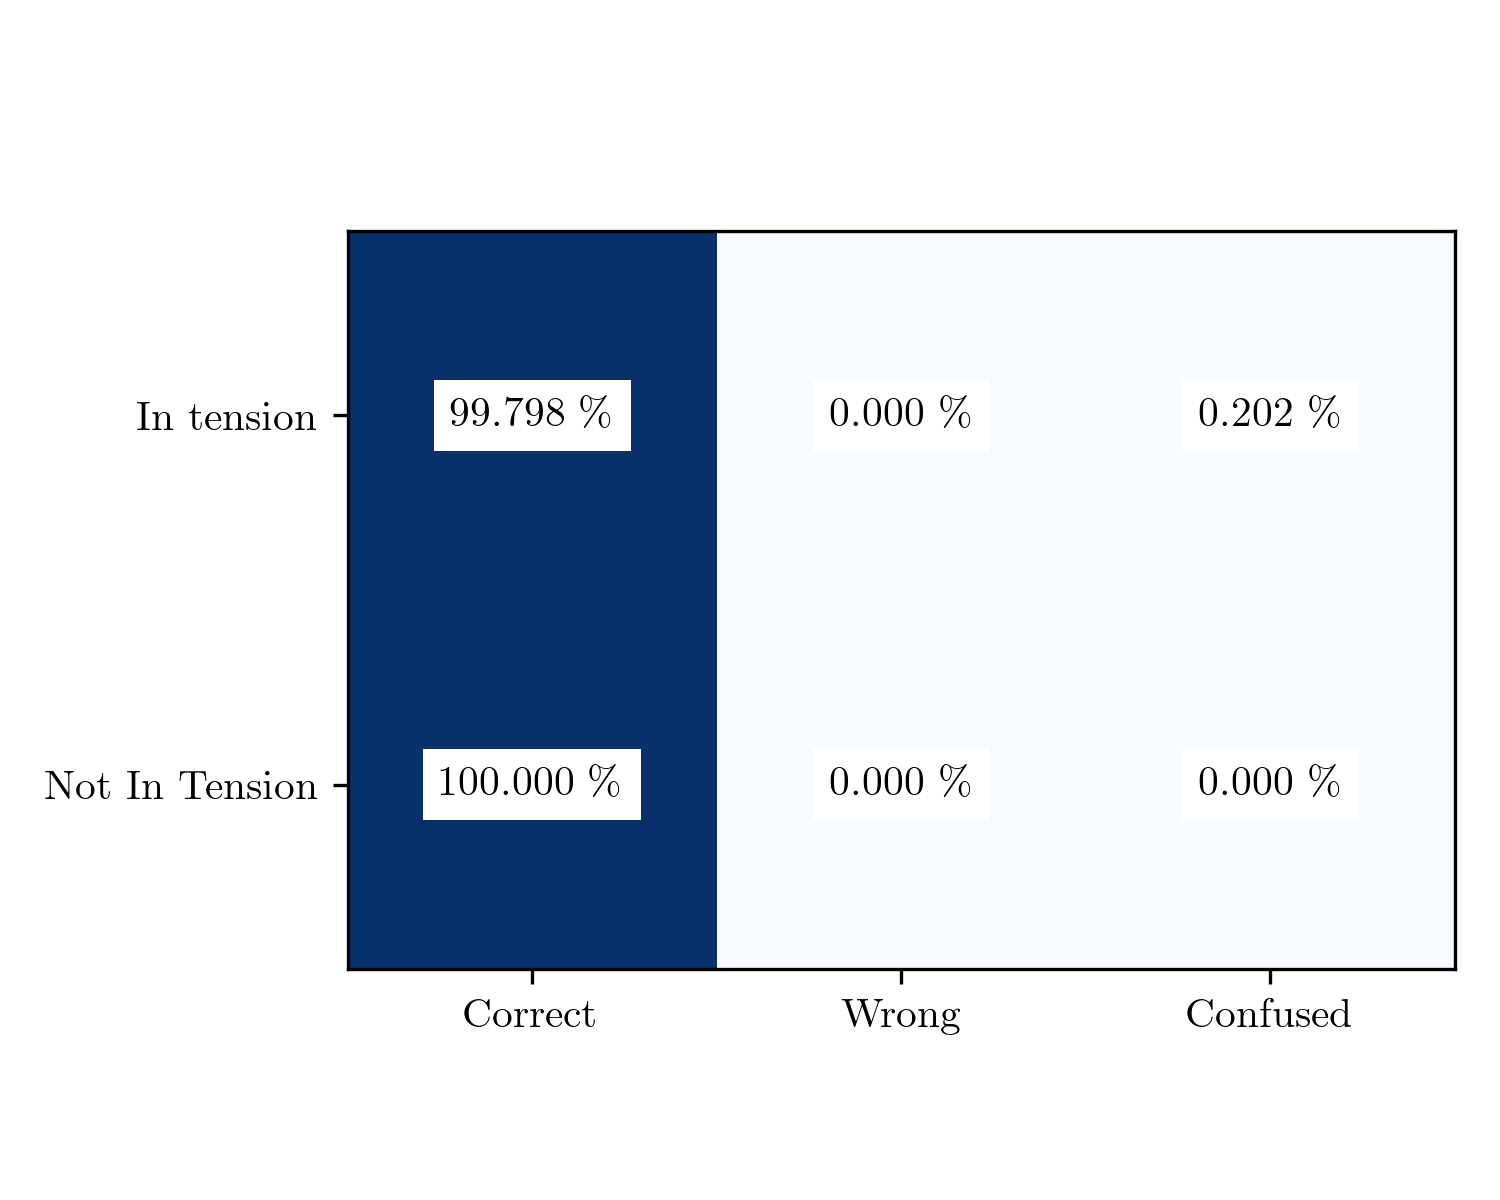 In tension 99.798 % 0.000 % 0.202 %
Not In Tension 100.000 % 0.000 % 0.000 %
Correct Wrong Confused